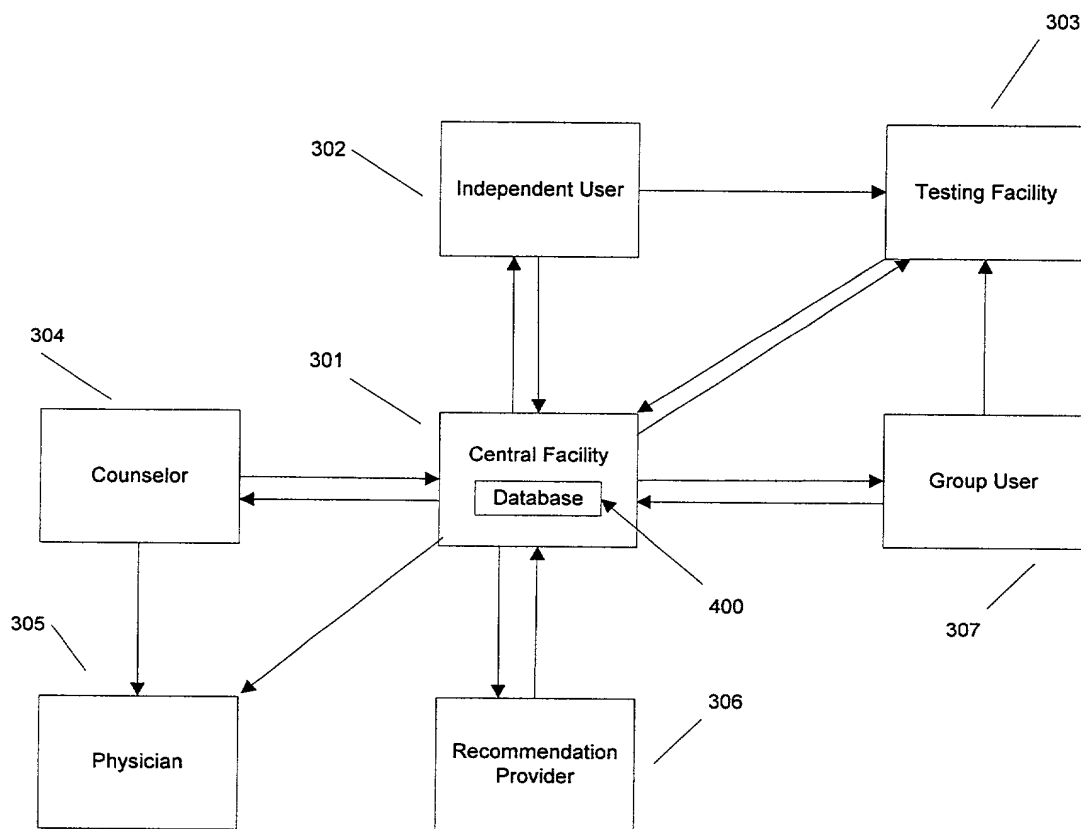 303
302
Independent User
Testing Facility
304
301
Counselor
Central Facility
Database
Group User
400
305
307
306
Physician
Recommendation
Provider